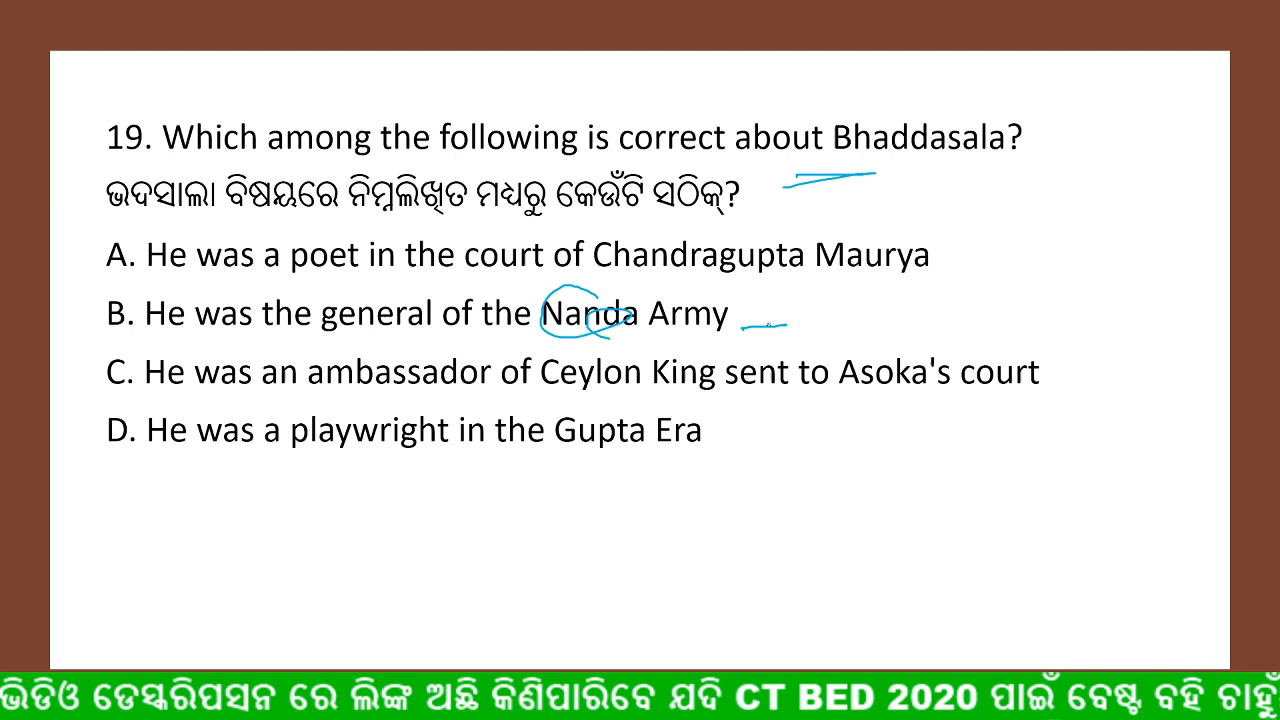 19. Which among the following is correct about Bhaddasala?
ଭଦସାଲା ବିଷୟରେ ନିମ୍ନଲିଖିତ ମଧ୍ୟରୁ କେଉଁଟି ସଠିକ୍?
A. He was a poet in the court of Chandragupta Maurya
B. He was the general of the Nanda Army
C. He was an ambassador of Ceylon King sent to Asoka's court
D. He was a playwright in the Gupta Era
ଭିଡିଓ ଡେସ୍କରିପସନ ରେ ଲିଙ୍କ ଅଛି କିଣିପାରିବେ ଯଦି CT BED 2020 ପାଇଁ ବେଷ୍ଟ ବହି ଚାହୁଁ